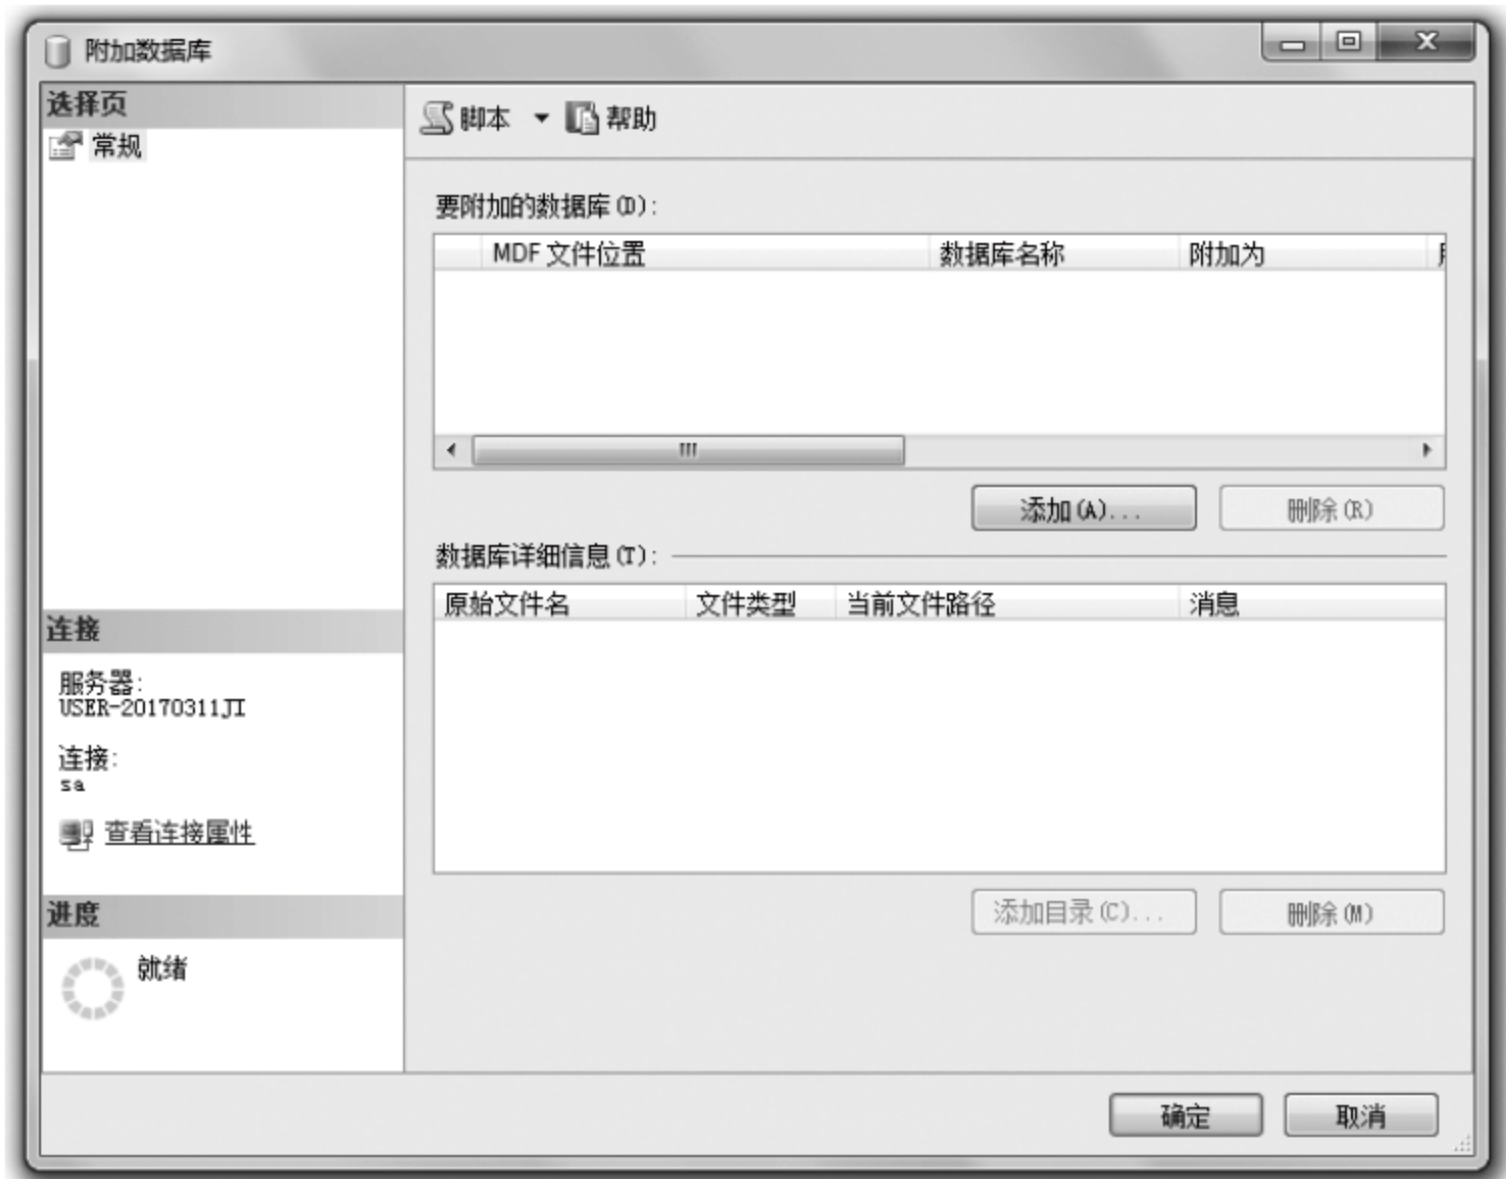 附加数据库
选择页
常规
脚本 帮助
要附加的数据库(D):
MDF 文件位置 数据库名称 附加为
添加(A)... 删除(R)
数据库详细信息(T):
原始文件名 文件类型 当前文件路径 消息
添加目录(C)... 删除(M)
连接
服务器:
USER-20170311JI
连接:
sa
查看连接属性
进度
就绪
确定 取消